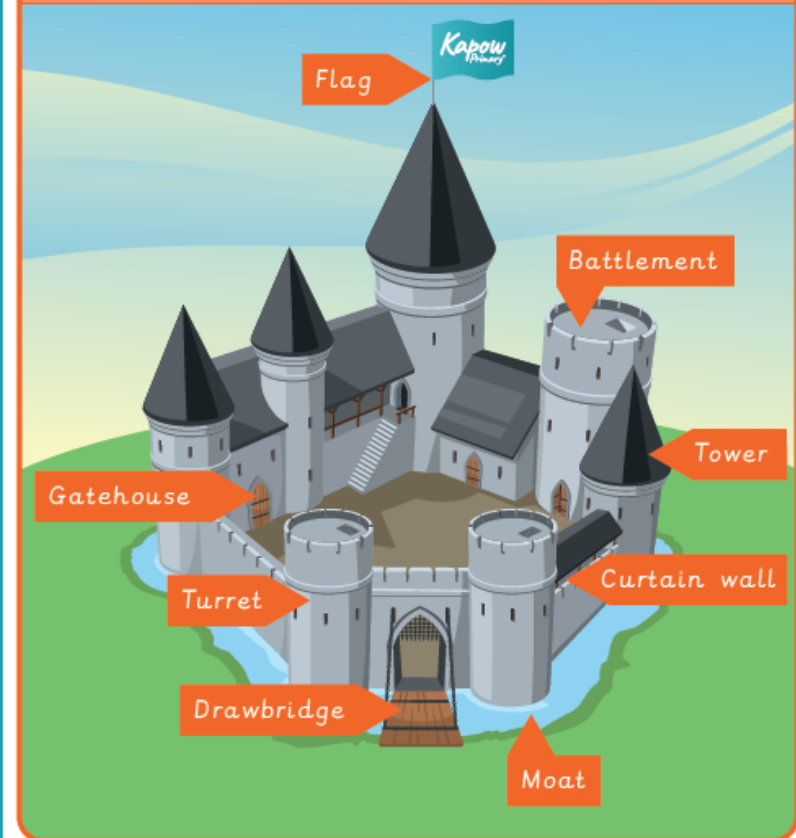 Kapow
Primary
Flag
Battlement
Tower
Gatehouse
Curtain wall
Turret
Drawbridge
Moat